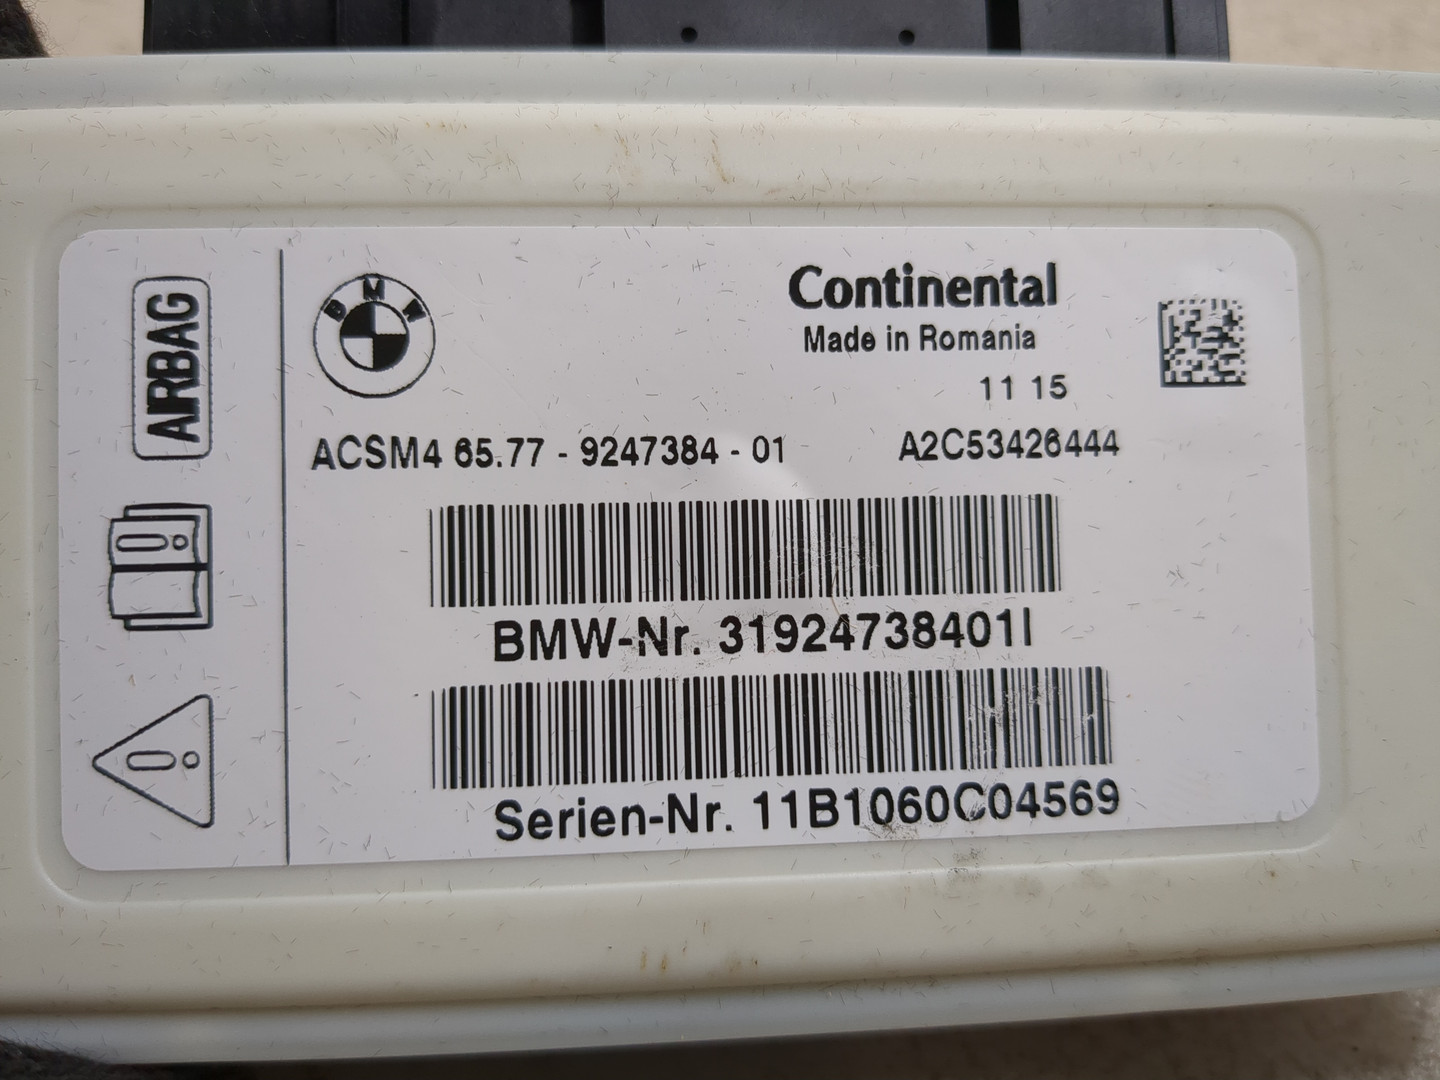 AIRBAG
BMW
Continental
Made in Romania
11 15
ACSM4 65.77 - 9247384 - 01 A2C53426444
BMW-Nr. 31924738401I
Serien-Nr. 11B1060C04569